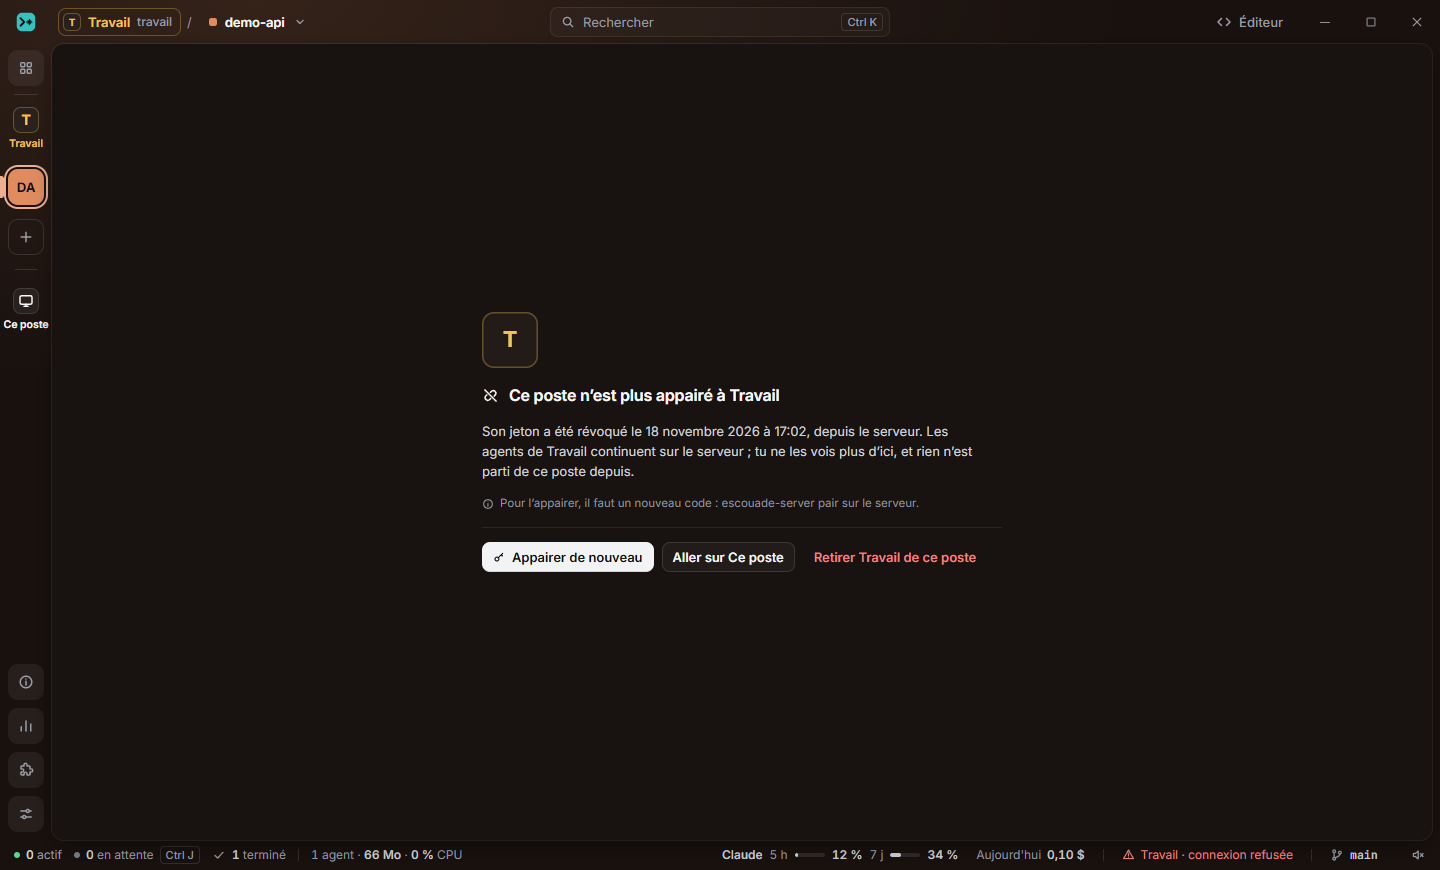 T Travail travail / demo-api
Rechercher Ctrl K
Éditeur
T
Travail
DA
Ce poste
T
Ce poste n’est plus appairé à Travail
Son jeton a été révoqué le 18 novembre 2026 à 17:02, depuis le serveur. Les
agents de Travail continuent sur le serveur ; tu ne les vois plus d’ici, et rien n’est
parti de ce poste depuis.
Pour l’appairer, il faut un nouveau code : escouade-server pair sur le serveur.
Appairer de nouveau
Aller sur Ce poste
Retirer Travail de ce poste
0 actif 0 en attente Ctrl J 1 terminé 1 agent · 66 Mo · 0 % CPU
Claude 5 h 12 % 7 j 34 % Aujourd'hui 0,10 $ Travail · connexion refusée main